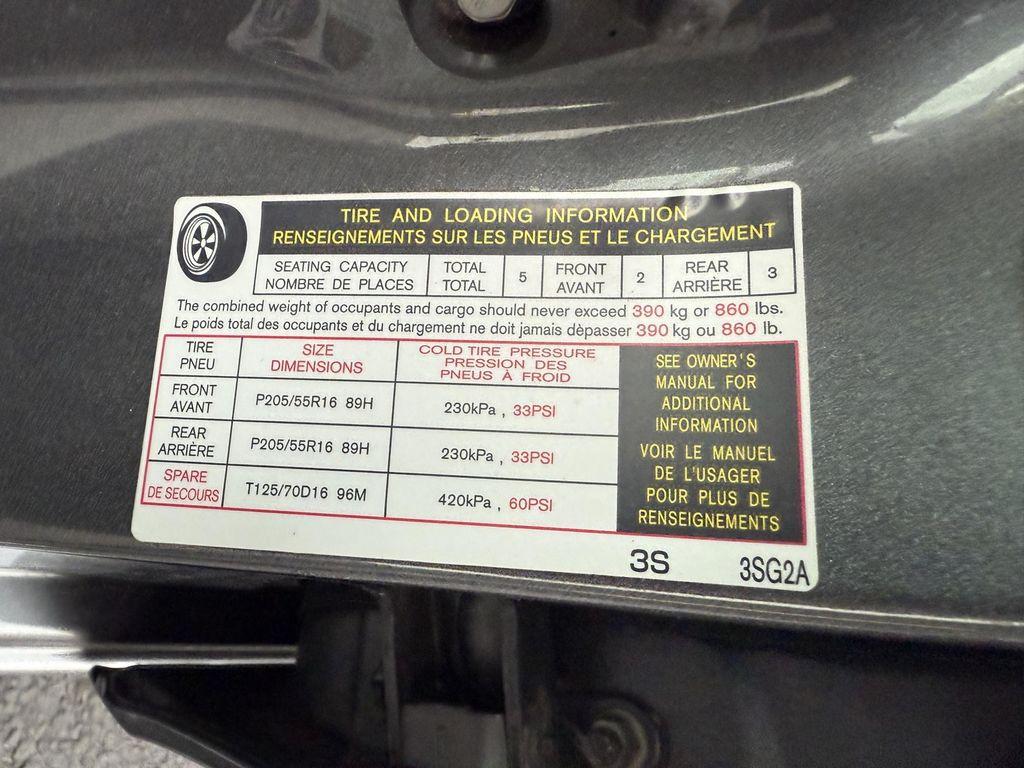 TIRE AND LOADING INFORMATION
RENSEIGNEMENTS SUR LES PNEUS ET LE CHARGEMENT
SEATING CAPACITY
NOMBRE DE PLACES
TOTAL
TOTAL
5
FRONT
AVANT
2
REAR
ARRIÈRE
3
The combined weight of occupants and cargo should never exceed 390 kg or 860 lbs.
Le poids total des occupants et du chargement ne doit jamais dèpasser 390 kg ou 860 lb.
TIRE
PNEU
SIZE
DIMENSIONS
COLD TIRE PRESSURE
PRESSION DES
PNEUS À FROID
FRONT
AVANT
P205/55R16 89H
230kPa , 33PSI
REAR
ARRIÈRE
P205/55R16 89H
230kPa , 33PSI
SPARE
DE SECOURS
T125/70D16 96M
420kPa , 60PSI
SEE OWNER'S
MANUAL FOR
ADDITIONAL
INFORMATION
VOIR LE MANUEL
DE L'USAGER
POUR PLUS DE
RENSEIGNEMENTS
3S
3SG2A